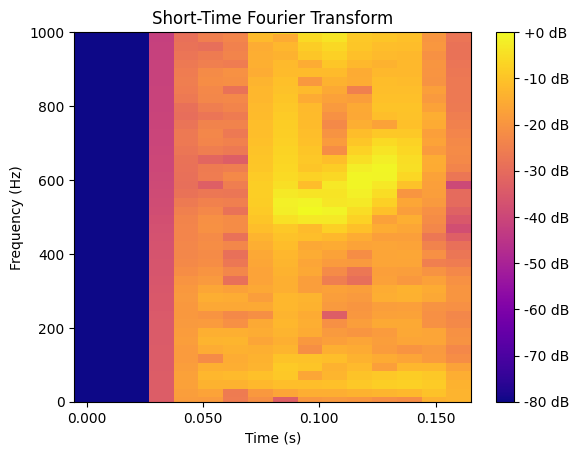 Short-Time Fourier Transform
1000
800
600
400
200
0
Frequency (Hz)
0.000
0.050
0.100
0.150
Time (s)
+0 dB
-10 dB
-20 dB
-30 dB
-40 dB
-50 dB
-60 dB
-70 dB
-80 dB